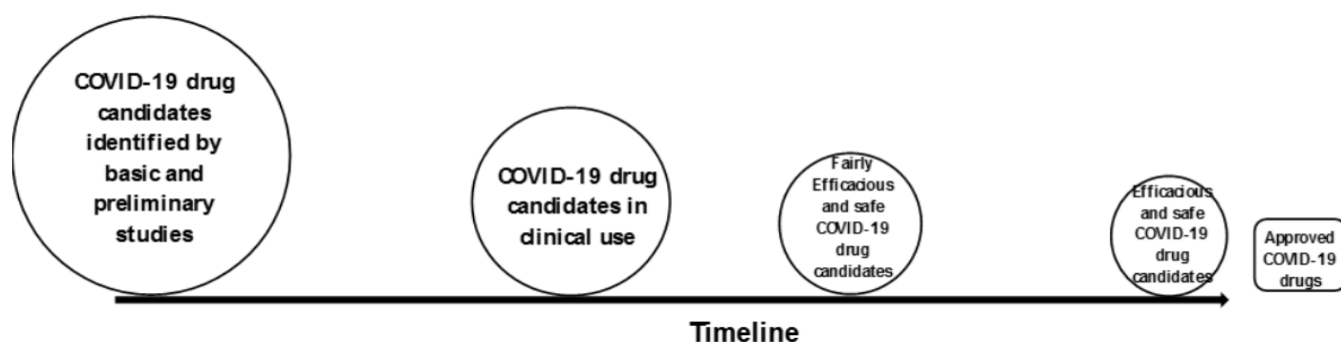 COVID-19 drug
candidates
identified by
basic and
preliminary
studies
COVID-19 drug
candidates in
clinical use
Fairly
Efficacious
and safe
COVID-19
drug
candidates
Efficacious
and safe
COVID-19
drug
candidates
Approved
COVID-19
drugs
Timeline